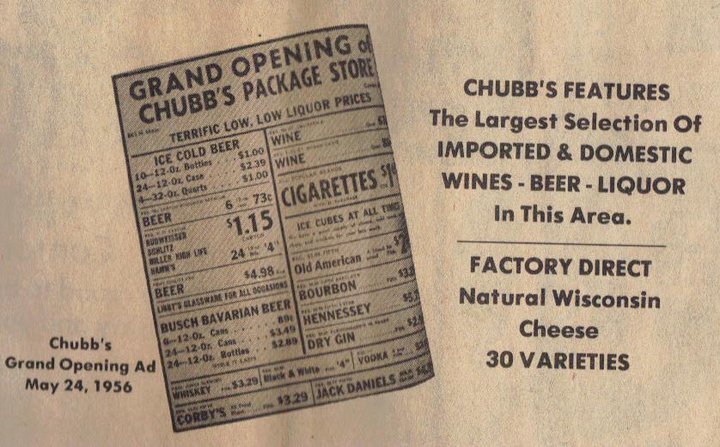 GRAND OPENING of
CHUBB'S PACKAGE STORE
TERRIFIC LOW, LOW LIQUOR PRICES
ICE COLD BEER
10—12-Oz. Bottles $1.00
24—12-Oz. Case $2.39
4—32-Oz. Quarts $1.00
BEER 6 73¢
BUDWEISER
SCHLITZ
MILLER HIGH LIFE
HAMM'S
$1.15
24 $4
BEER $4.98
LIBBY'S GLASSWARE FOR ALL OCCASIONS
BUSCH BAVARIAN BEER
6—12-Oz. Cans 89c
24—12-Oz. Cans $3.49
24—12-Oz. Bottles $2.89
WHISKEY $3.29
CORBY'S $3.29
WINE
WINE
CIGARETTES
ICE CUBES AT ALL TIMES
Old American
BOURBON
HENNESSEY
DRY GIN
Black & White $4
VODKA
JACK DANIELS
Chubb's
Grand Opening Ad
May 24, 1956
CHUBB'S FEATURES
The Largest Selection Of
IMPORTED & DOMESTIC
WINES - BEER - LIQUOR
In This Area.
FACTORY DIRECT
Natural Wisconsin
Cheese
30 VARIETIES